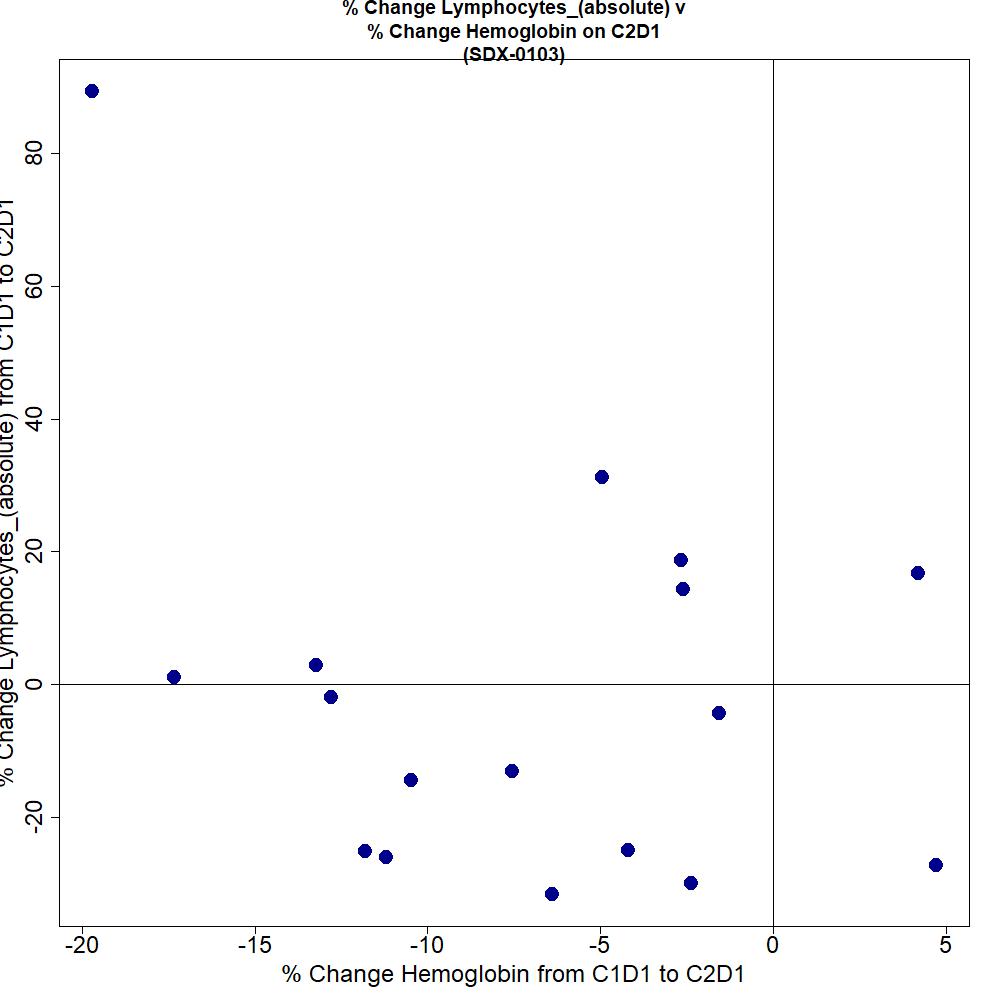 % Change Lymphocytes_(absolute) v
% Change Hemoglobin on C2D1
(SDX-0103)
% Change Lymphocytes_(absolute) from C1D1 to C2D1
80
60
40
20
0
-20
-20
-15
-10
-5
0
5
% Change Hemoglobin from C1D1 to C2D1